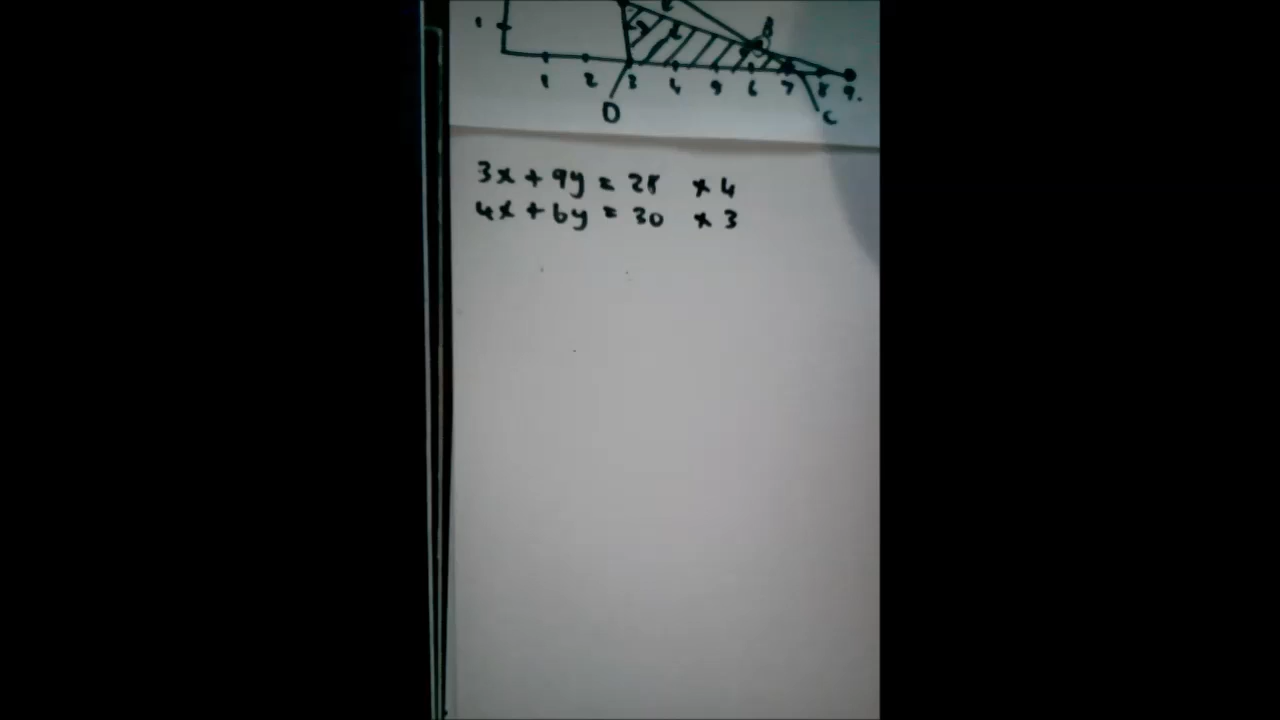 1
B
1 2 3 4 5 6 7 8 9.
D C
3x + 9y = 28 × 4
4x + 6y = 30 × 3